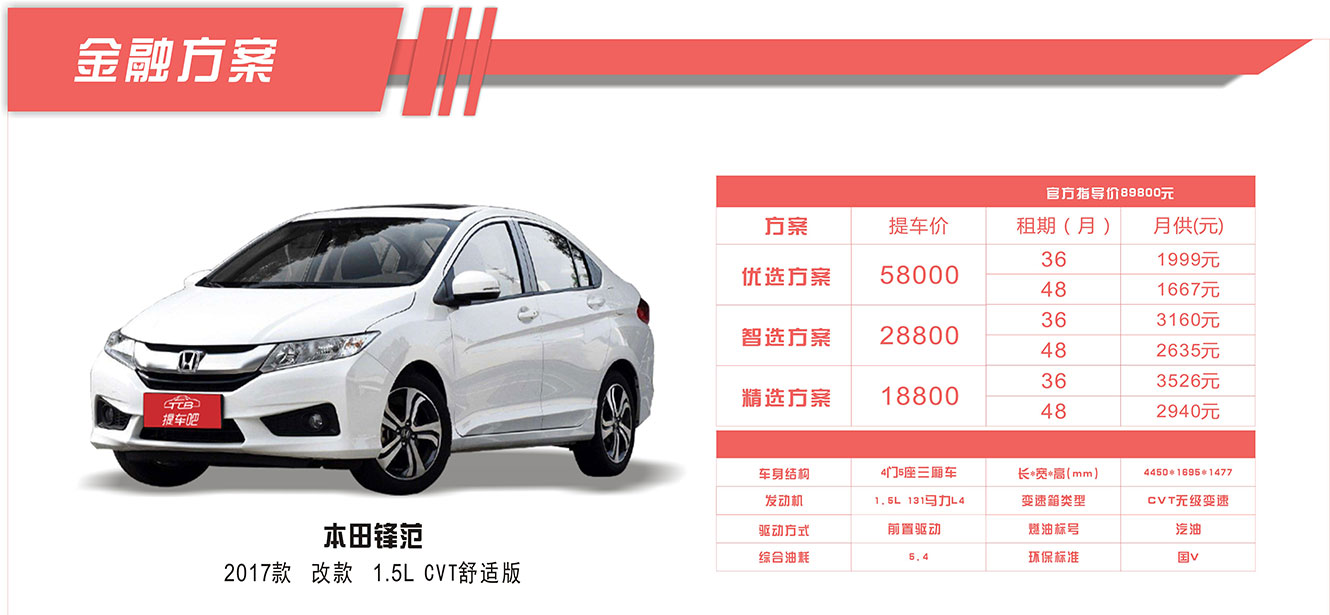 金融方案
官方指导价89800元
方案 提车价 租期（月） 月供(元)
优选方案 58000 36 1999元
48 1667元
智选方案 28800 36 3160元
48 2635元
精选方案 18800 36 3526元
48 2940元
车身结构 4门5座三厢车 长*宽*高(mm) 4450*1695*1477
发动机 1.5L 131马力L4 变速箱类型 CVT无级变速
驱动方式 前置驱动 燃油标号 汽油
综合油耗 5.4 环保标准 国V
TCB
提车吧
本田锋范
2017款 改款 1.5L CVT舒适版